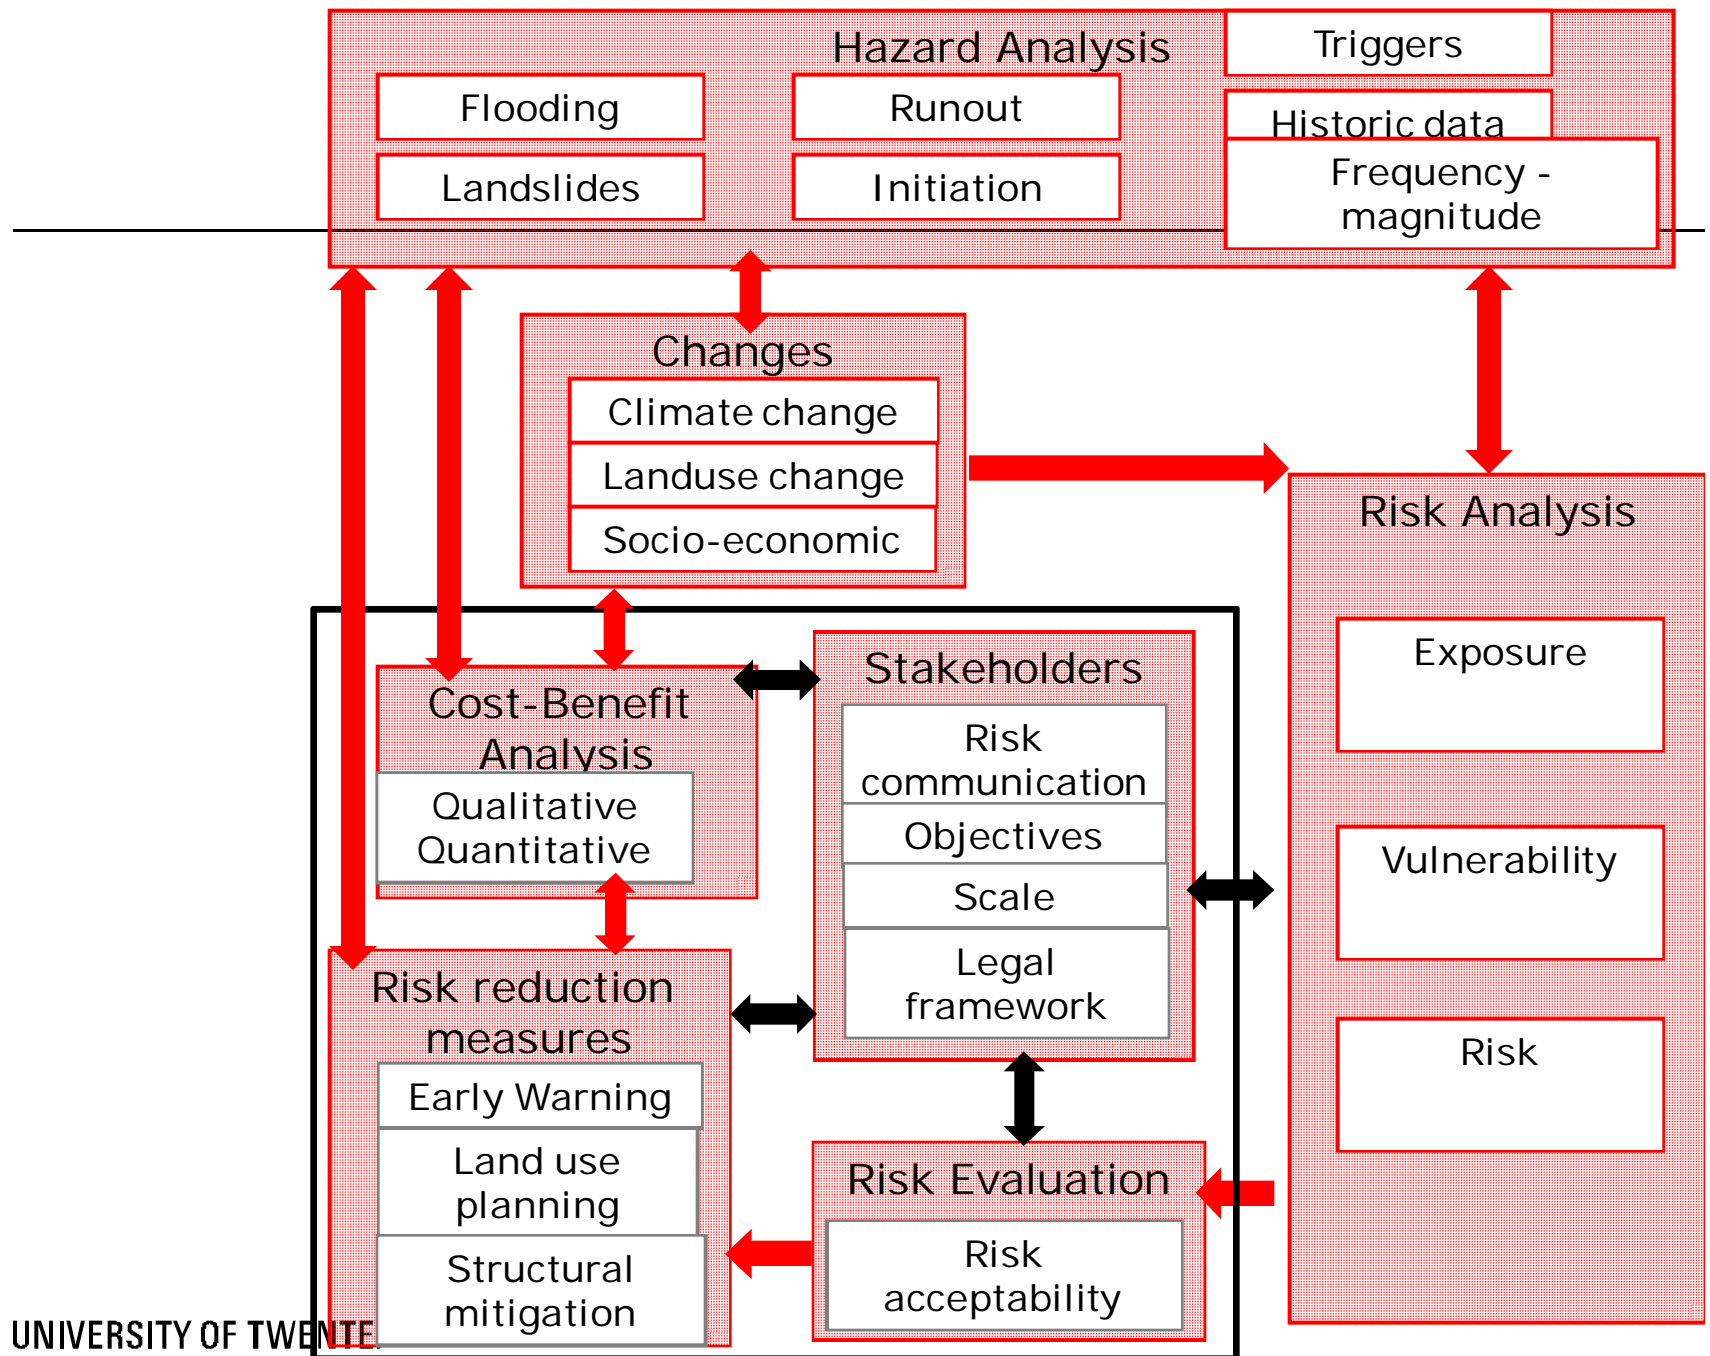 Hazard Analysis
Triggers
Flooding
Runout
Historic data
Landslides
Initiation
Frequency -
magnitude
Changes
Climate change
Landuse change
Socio-economic
Risk Analysis
Exposure
Vulnerability
Risk
Cost-Benefit
Analysis
Qualitative
Quantitative
Stakeholders
Risk
communication
Objectives
Scale
Legal
framework
Risk reduction
measures
Early Warning
Land use
planning
Structural
mitigation
Risk Evaluation
Risk
acceptability
UNIVERSITY OF TWENTE.